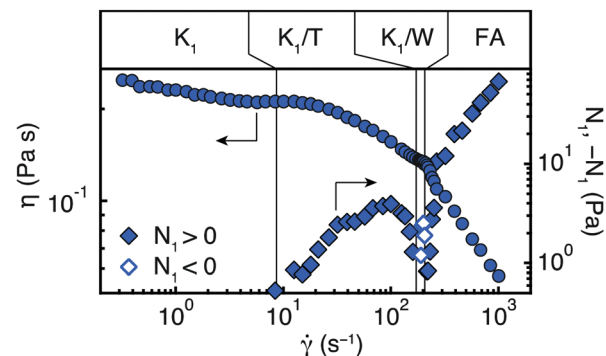 K₁ K₁/T K₁/W FA
η (Pa s)
10⁻¹
N₁ > 0
N₁ < 0
10⁰ 10¹ 10² 10³
γ̇ (s⁻¹)
10¹
10⁰
N₁, −N₁ (Pa)